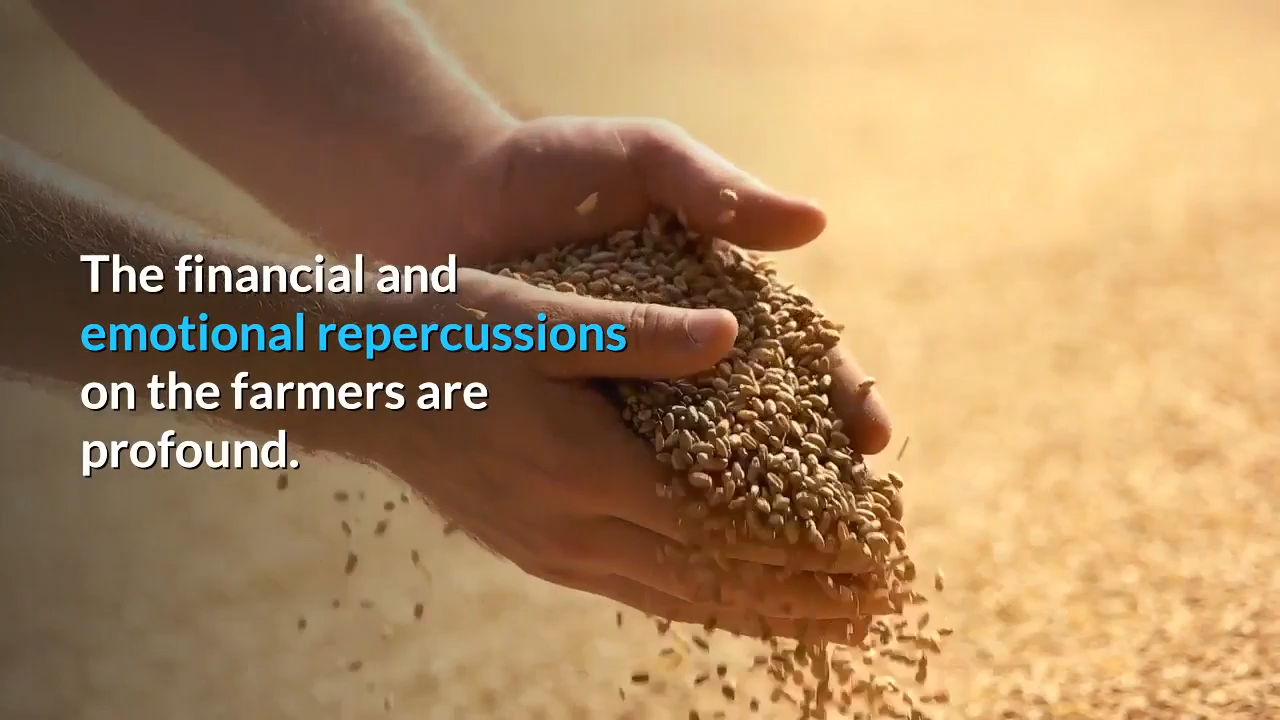 The financial and
emotional repercussions
on the farmers are
profound.